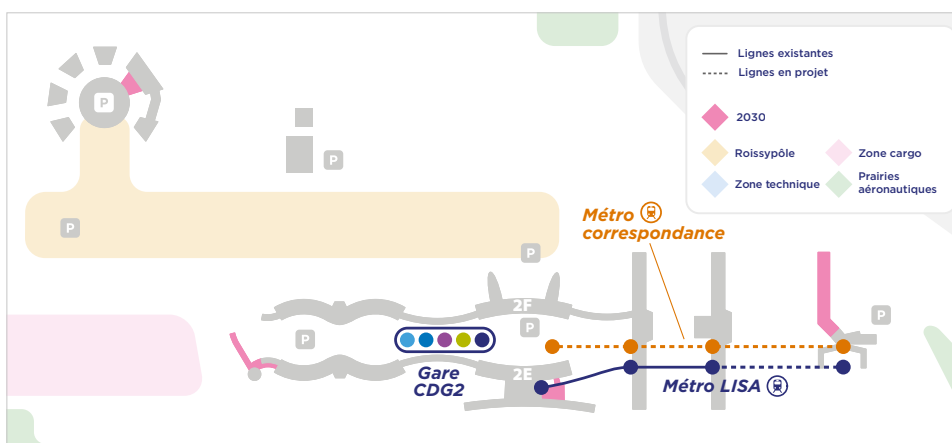 Lignes existantes
Lignes en projet
2030
Roissypôle
Zone cargo
Zone technique
Prairies
aéronautiques
P
P
P
Métro
correspondance
P
2F
P
P
P
Gare
CDG2
2E
Métro LISA